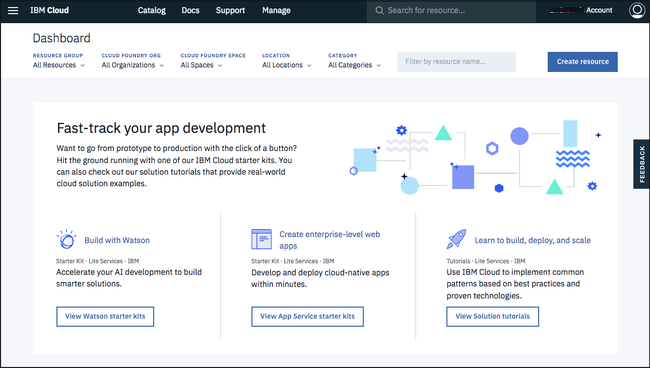 IBM Cloud
Catalog Docs Support Manage
Search for resource...
Account
Dashboard
RESOURCE GROUP CLOUD FOUNDRY ORG CLOUD FOUNDRY SPACE LOCATION CATEGORY
All Resources All Organizations All Spaces All Locations All Categories
Filter by resource name...
Create resource
Fast-track your app development
Want to go from prototype to production with the click of a button?
Hit the ground running with one of our IBM Cloud starter kits. You
can also check out our solution tutorials that provide real-world
cloud solution examples.
FEEDBACK
Build with Watson
Starter Kit · Lite Services · IBM
Accelerate your AI development to build
smarter solutions.
View Watson starter kits
Create enterprise-level web
apps
Starter Kit · Lite Services · IBM
Develop and deploy cloud-native apps
within minutes.
View App Service starter kits
Learn to build, deploy, and scale
Tutorials · Lite Services · IBM
Use IBM Cloud to implement common
patterns based on best practices and
proven technologies.
View Solution tutorials